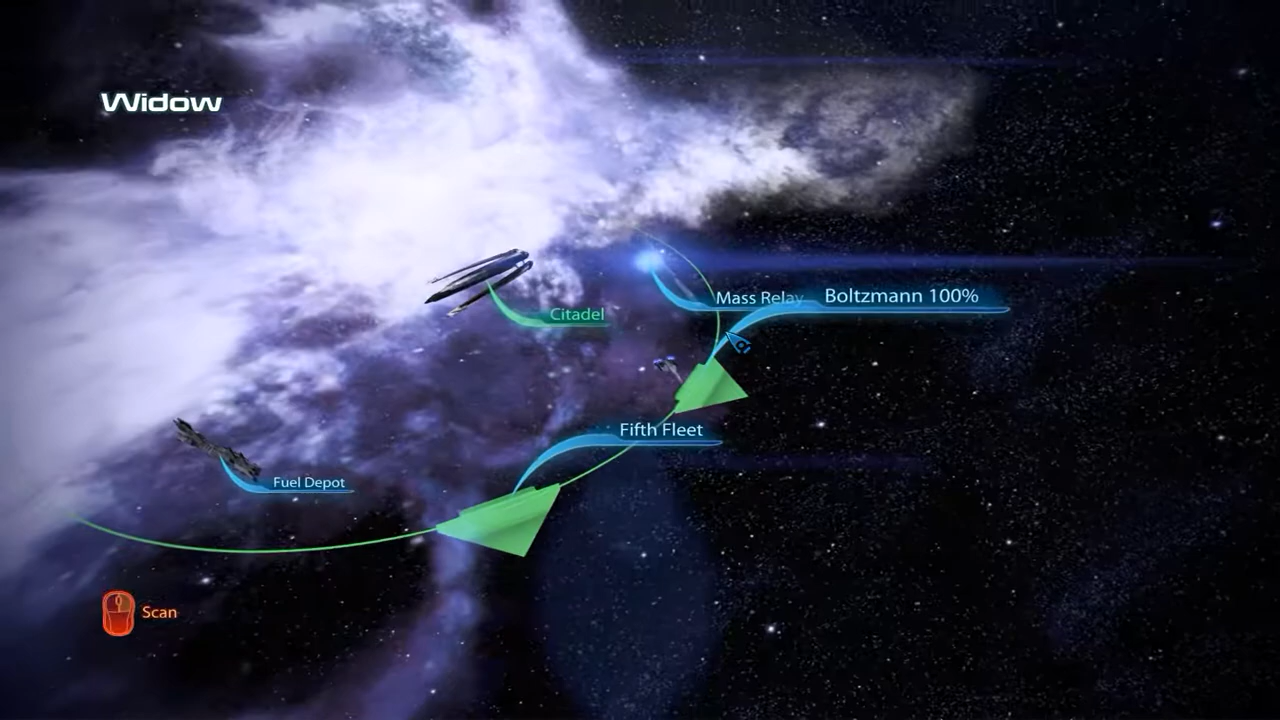 Widow
Mass Relay
Boltzmann 100%
Citadel
Fifth Fleet
Fuel Depot
Scan